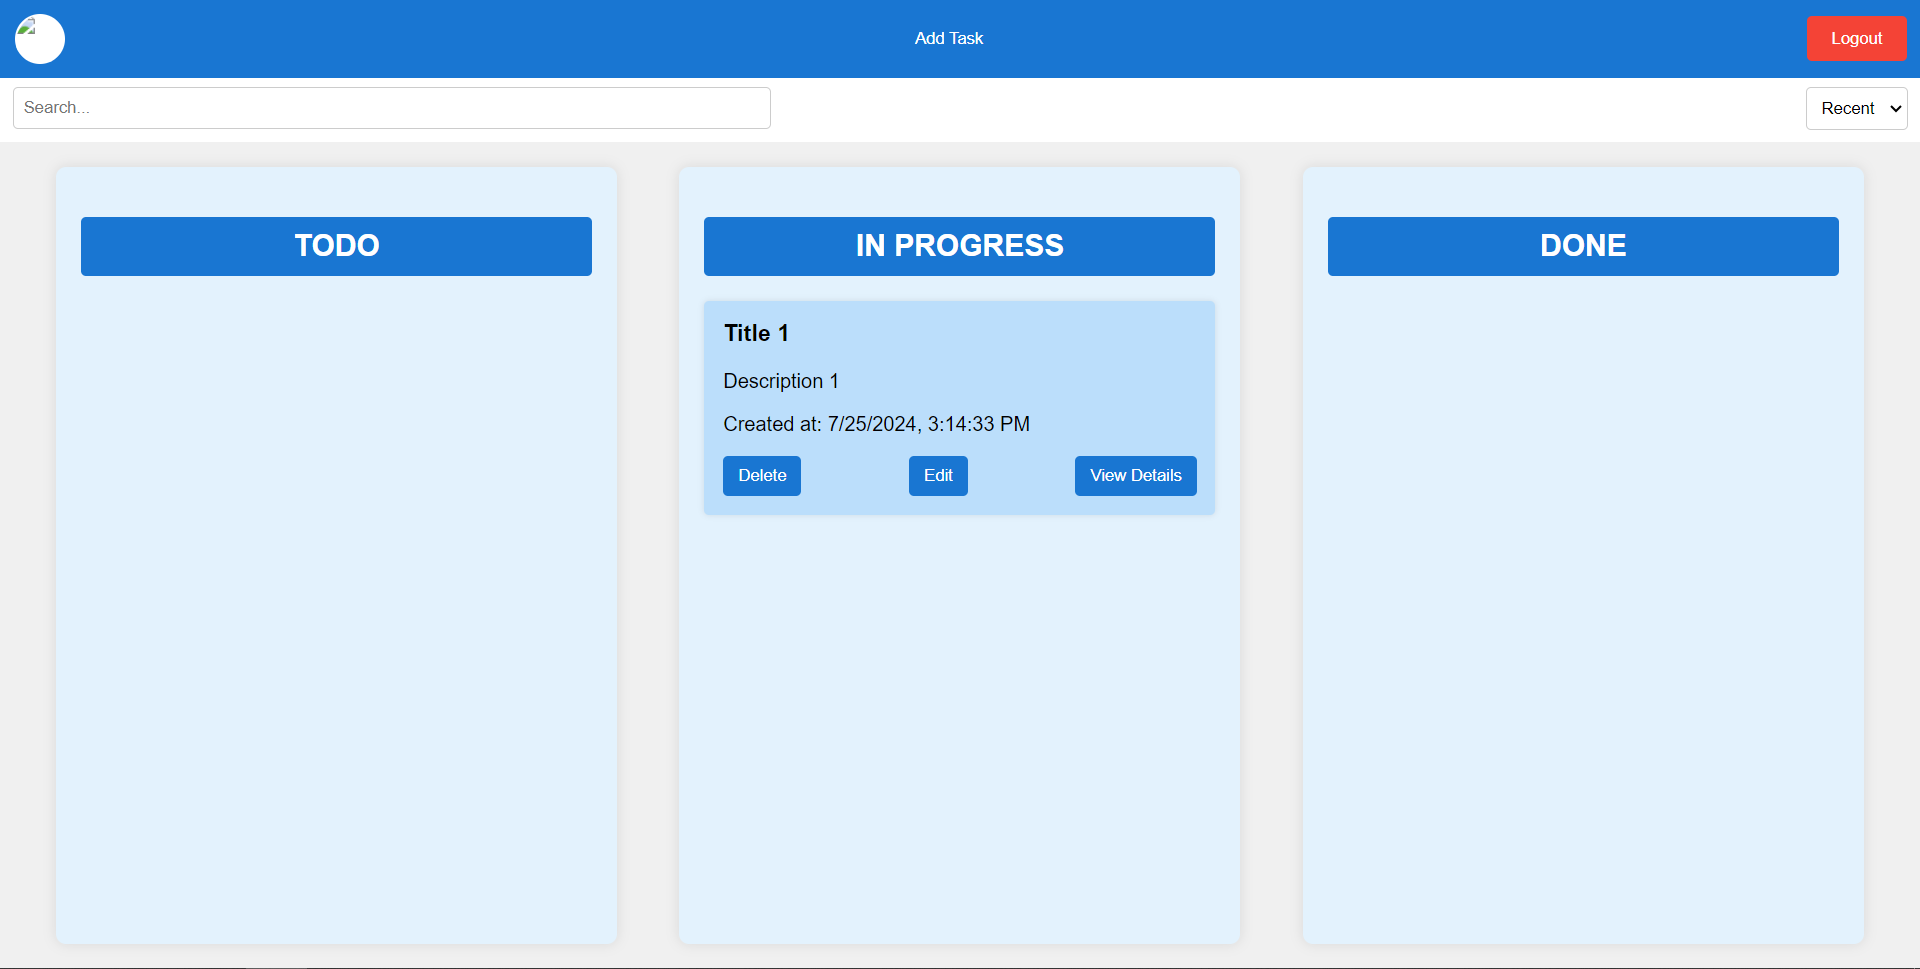 Add Task
Logout
Search...
Recent
TODO
IN PROGRESS
DONE
Title 1
Description 1
Created at: 7/25/2024, 3:14:33 PM
Delete
Edit
View Details